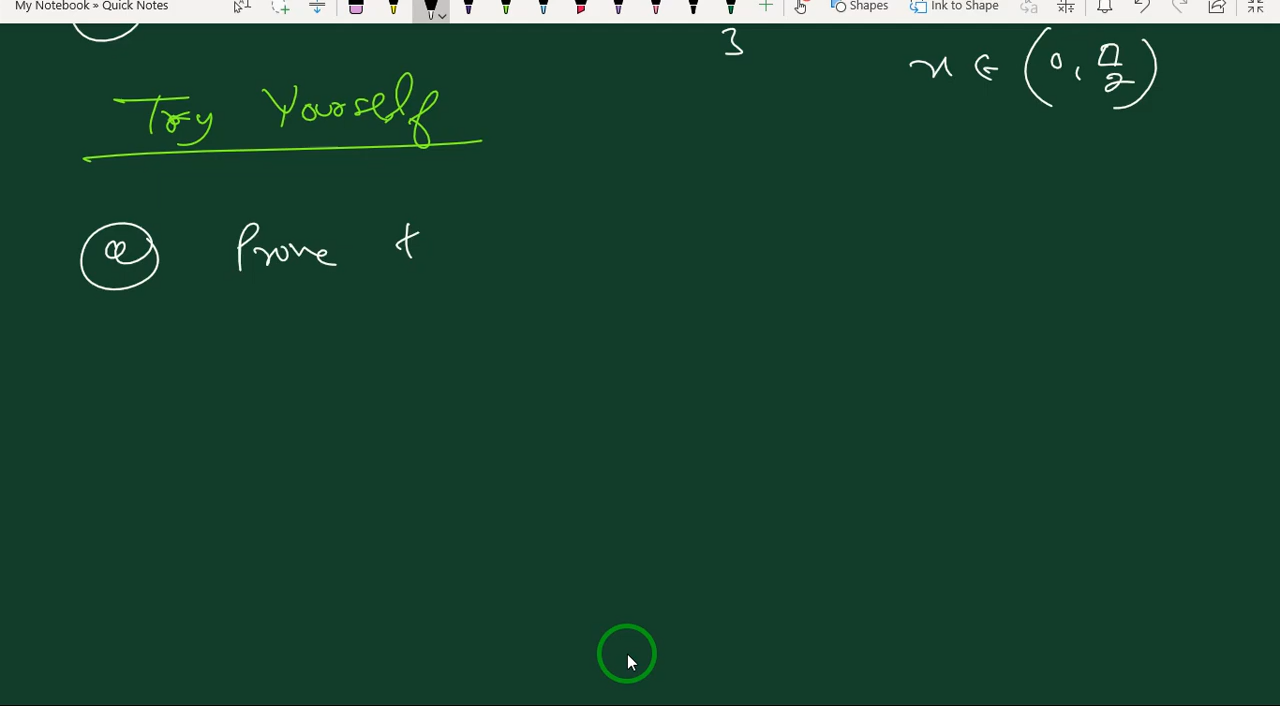 My Notebook » Quick Notes Shapes Ink to Shape
3 x ∈ (0, π/2)
Try Yourself
@ Prove t